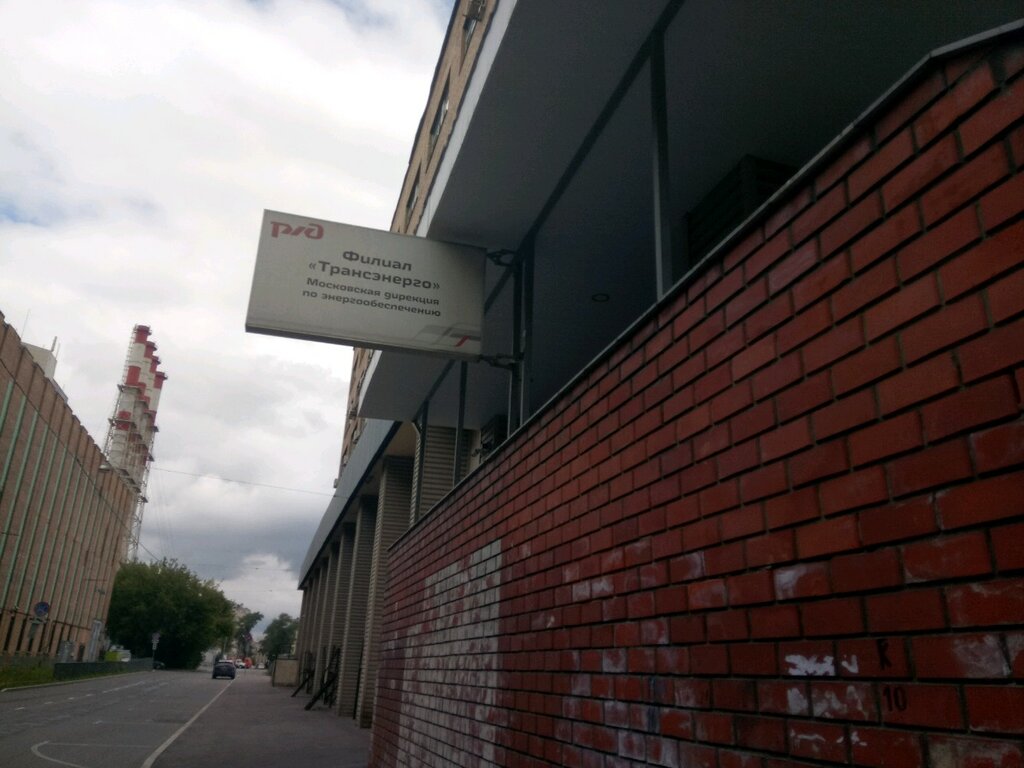 ржд
Филиал
«Трансэнерго»
Московская дирекция
по энергообеспечению
К
10